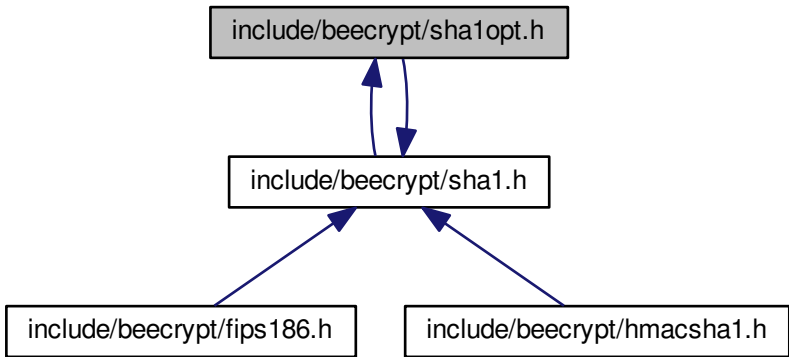 include/beecrypt/sha1opt.h
include/beecrypt/sha1.h
include/beecrypt/fips186.h
include/beecrypt/hmacsha1.h